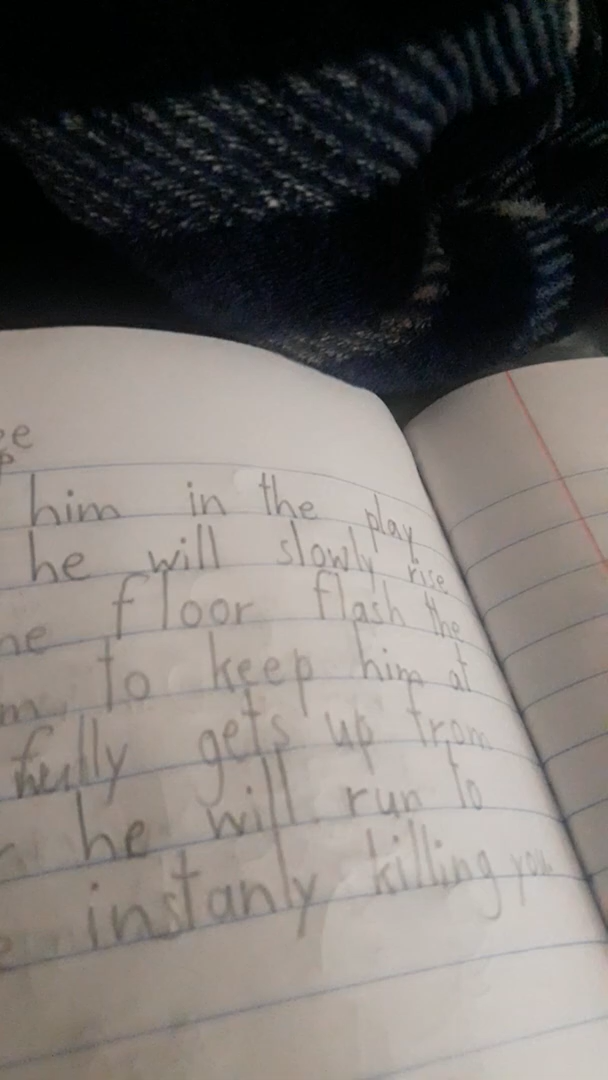 him in the play
he will slowly rise
floor flash the
to keep him at
fully gets up from
he will run to
instanly killing you